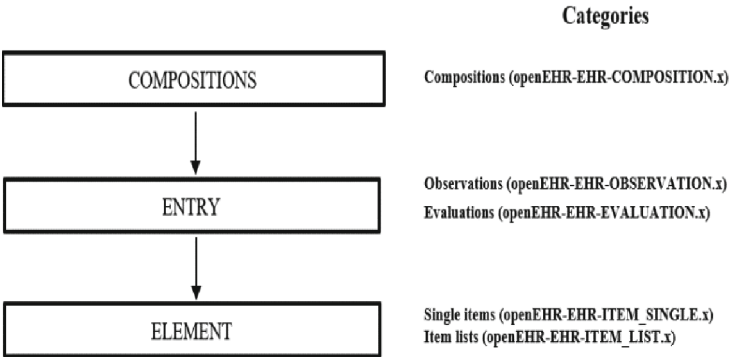 Categories
COMPOSITIONS
Compositions (openEHR-EHR-COMPOSITION.x)
ENTRY
Observations (openEHR-EHR-OBSERVATION.x)
Evaluations (openEHR-EHR-EVALUATION.x)
ELEMENT
Single items (openEHR-EHR-ITEM_SINGLE.x)
Item lists (openEHR-EHR-ITEM_LIST.x)